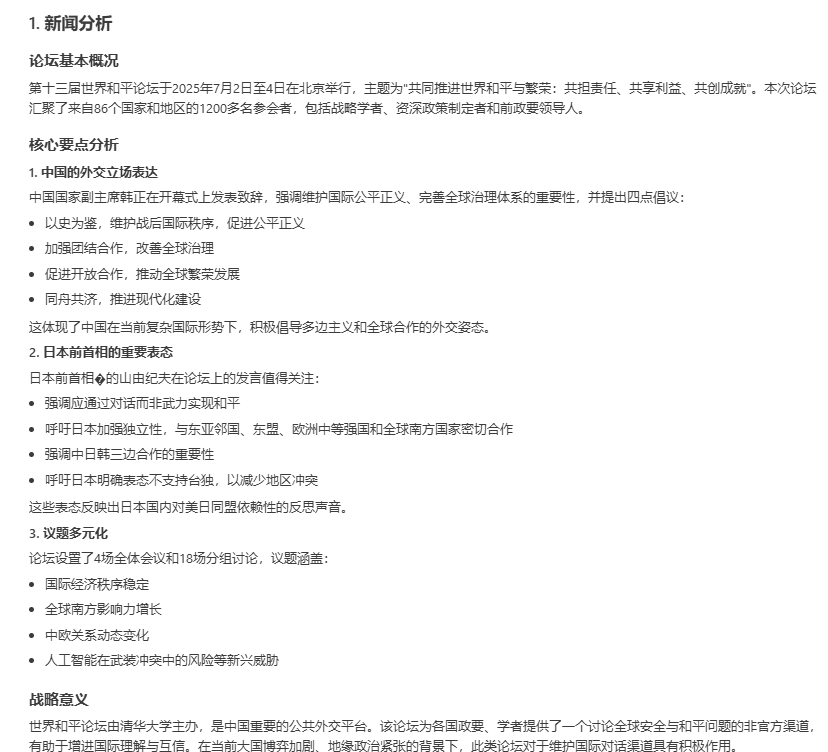 1. 新闻分析
论坛基本概况
第十三届世界和平论坛于2025年7月2日至4日在北京举行，主题为"共同推进世界和平与繁荣：共担责任、共享利益、共创成就"。本次论坛
汇聚了来自86个国家和地区的1200多名参会者，包括战略学者、资深政策制定者和前政要领导人。
核心要点分析
1. 中国的外交立场表达
中国国家副主席韩正在开幕式上发表致辞，强调维护国际公平正义、完善全球治理体系的重要性，并提出四点倡议：
• 以史为鉴，维护战后国际秩序，促进公平正义
• 加强团结合作，改善全球治理
• 促进开放合作，推动全球繁荣发展
• 同舟共济，推进现代化建设
这体现了中国在当前复杂国际形势下，积极倡导多边主义和全球合作的外交姿态。
2. 日本前首相的重要表态
日本前首相�的山由纪夫在论坛上的发言值得关注：
• 强调应通过对话而非武力实现和平
• 呼吁日本加强独立性，与东亚邻国、东盟、欧洲中等强国和全球南方国家密切合作
• 强调中日韩三边合作的重要性
• 呼吁日本明确表态不支持台独，以减少地区冲突
这些表态反映出日本国内对美日同盟依赖性的反思声音。
3. 议题多元化
论坛设置了4场全体会议和18场分组讨论，议题涵盖：
• 国际经济秩序稳定
• 全球南方影响力增长
• 中欧关系动态变化
• 人工智能在武装冲突中的风险等新兴威胁
战略意义
世界和平论坛由清华大学主办，是中国重要的公共外交平台。该论坛为各国政要、学者提供了一个讨论全球安全与和平问题的非官方渠道，
有助于增进国际理解与互信。在当前大国博弈加剧、地缘政治紧张的背景下，此类论坛对于维护国际对话渠道具有积极作用。